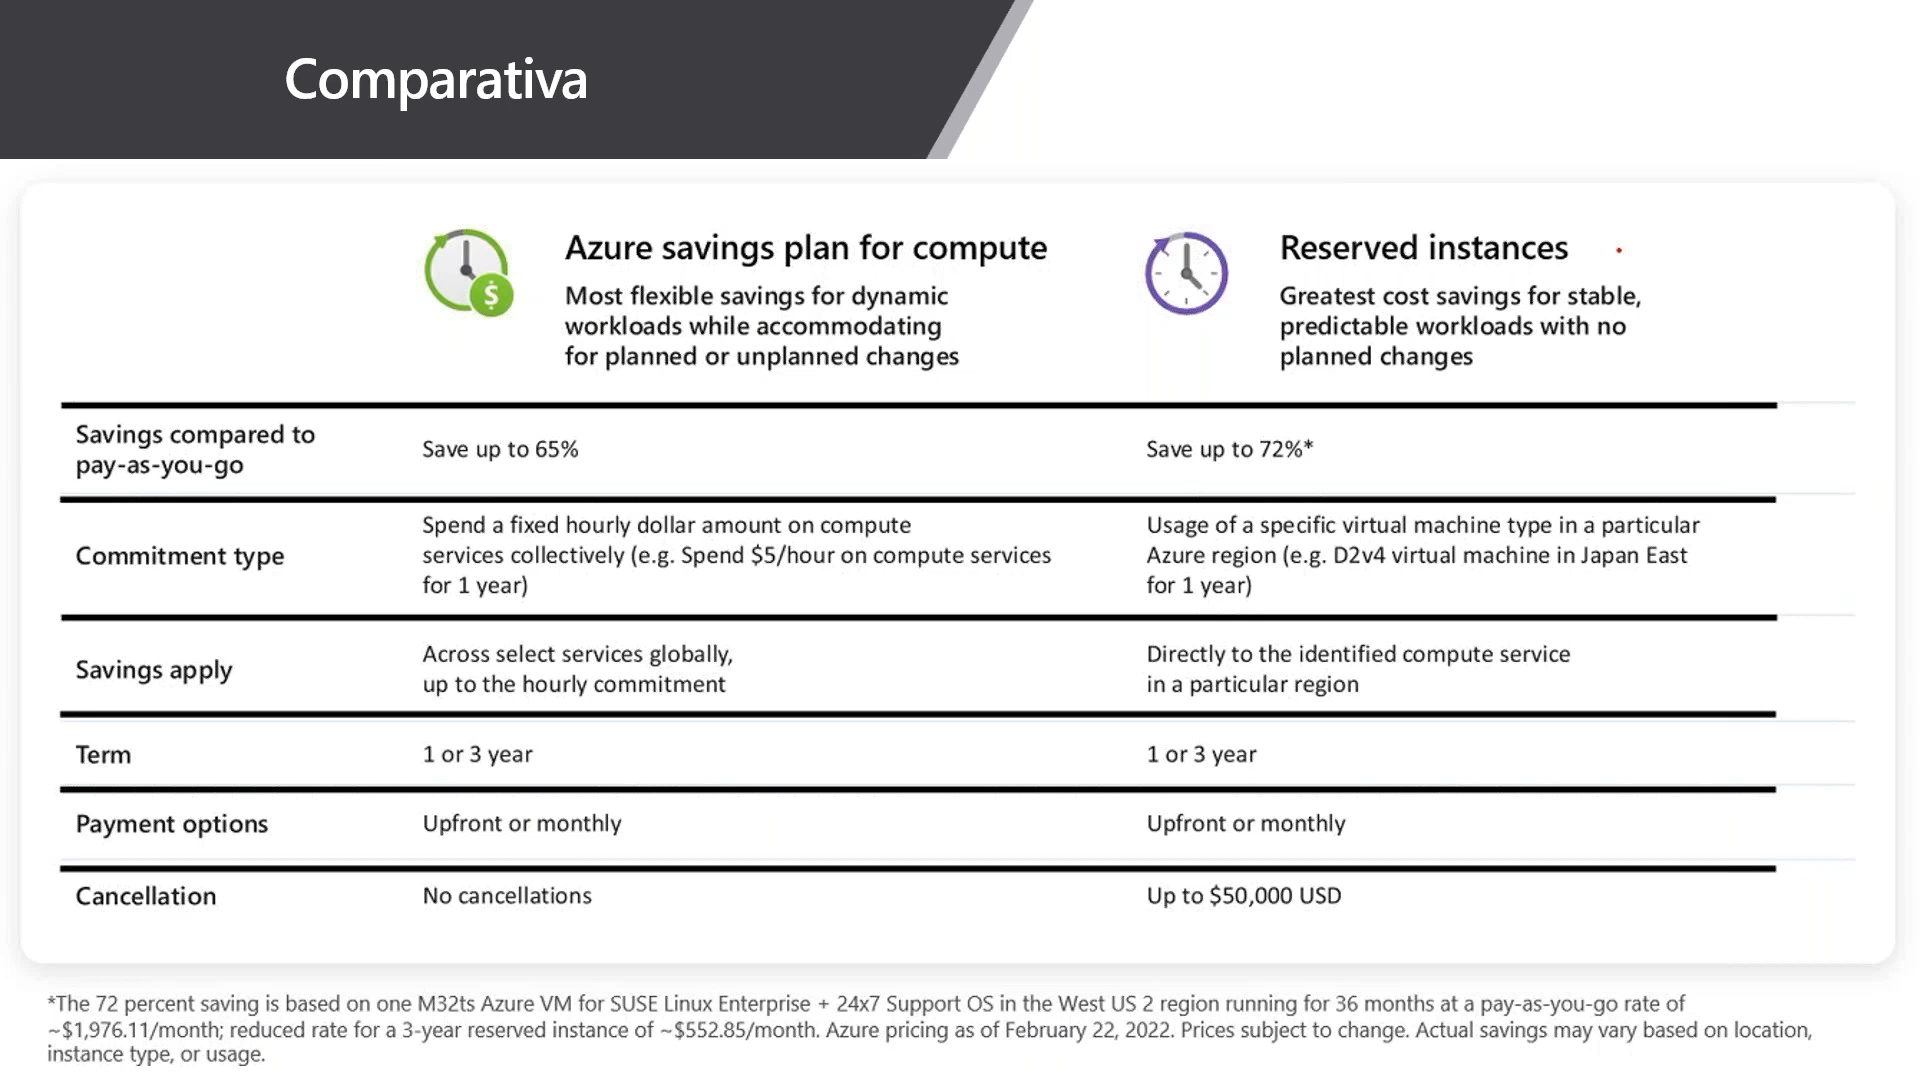 Comparativa
Azure savings plan for compute
Most flexible savings for dynamic
workloads while accommodating
for planned or unplanned changes
Reserved instances
Greatest cost savings for stable,
predictable workloads with no
planned changes
Savings compared to
pay-as-you-go
Save up to 65%
Save up to 72%*
Commitment type
Spend a fixed hourly dollar amount on compute
services collectively (e.g. Spend $5/hour on compute services
for 1 year)
Usage of a specific virtual machine type in a particular
Azure region (e.g. D2v4 virtual machine in Japan East
for 1 year)
Savings apply
Across select services globally,
up to the hourly commitment
Directly to the identified compute service
in a particular region
Term
1 or 3 year
1 or 3 year
Payment options
Upfront or monthly
Upfront or monthly
Cancellation
No cancellations
Up to $50,000 USD
*The 72 percent saving is based on one M32ts Azure VM for SUSE Linux Enterprise + 24x7 Support OS in the West US 2 region running for 36 months at a pay-as-you-go rate of
~$1,976.11/month; reduced rate for a 3-year reserved instance of ~$552.85/month. Azure pricing as of February 22, 2022. Prices subject to change. Actual savings may vary based on location,
instance type, or usage.